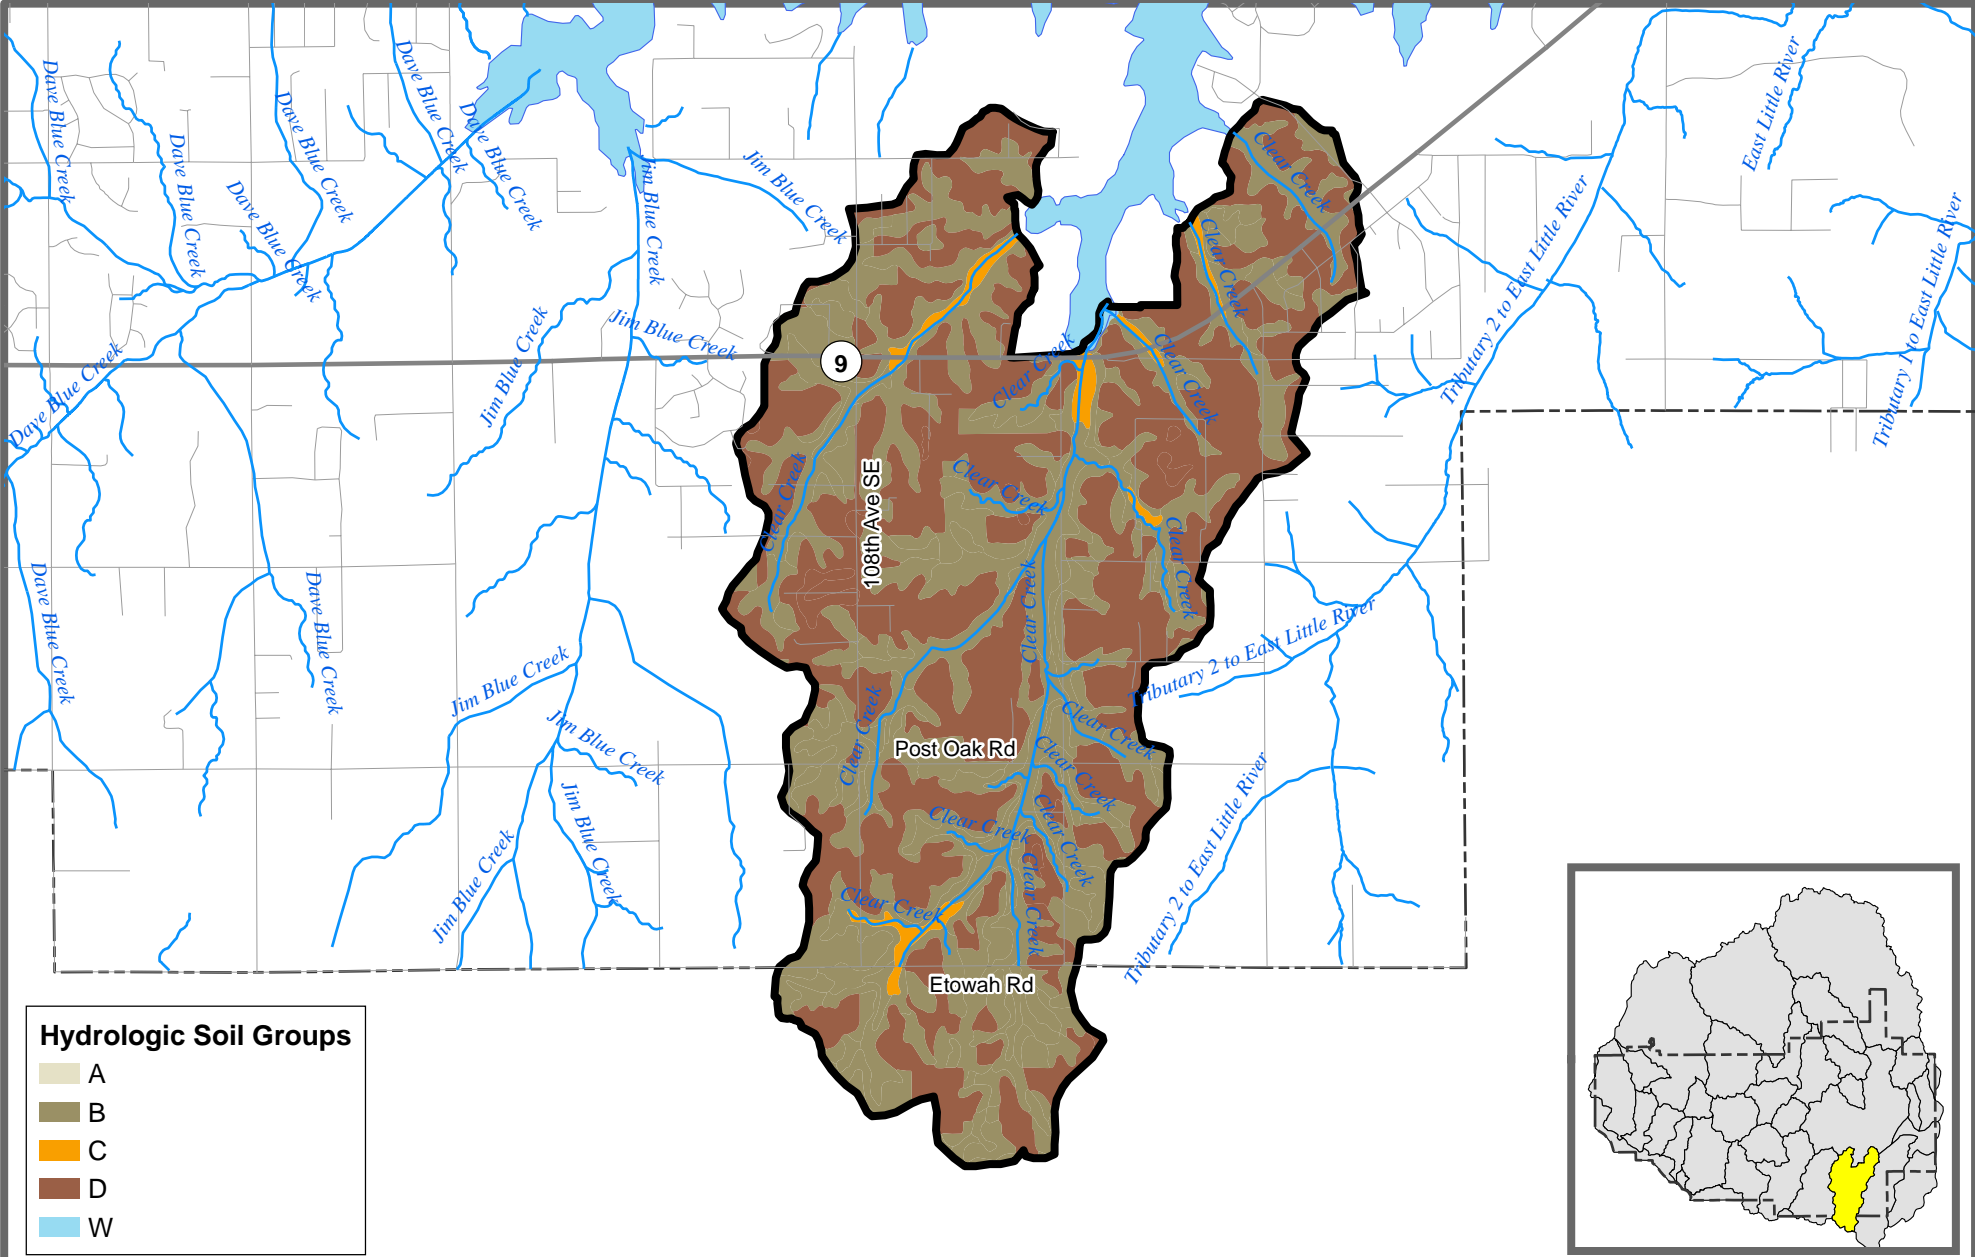 Dave Blue Creek
Dave Blue Creek
Dave Blue Creek
Dave Blue Creek
Dave Blue Creek
Dave Blue Creek
Dave Blue Creek
Dave Blue Creek
Dave Blue Creek
Dave Blue Creek
Jim Blue Creek
Jim Blue Creek
Jim Blue Creek
Jim Blue Creek
Jim Blue Creek
Jim Blue Creek
Jim Blue Creek
Jim Blue Creek
Clear Creek
Clear Creek
Clear Creek
Clear Creek
9
Clear Creek
Clear Creek
108th Ave SE
Clear Creek
Clear Creek
Clear Creek
Clear Creek
Clear Creek
Post Oak Rd
Clear Creek
Clear Creek
Clear Creek
Clear Creek
Clear Creek
Etowah Rd
East Little River
Tributary 2 to East Little River
Tributary 1 to East Little River
Tributary 2 to East Little River
Tributary 2 to East Little River
Hydrologic Soil Groups
A
B
C
D
W